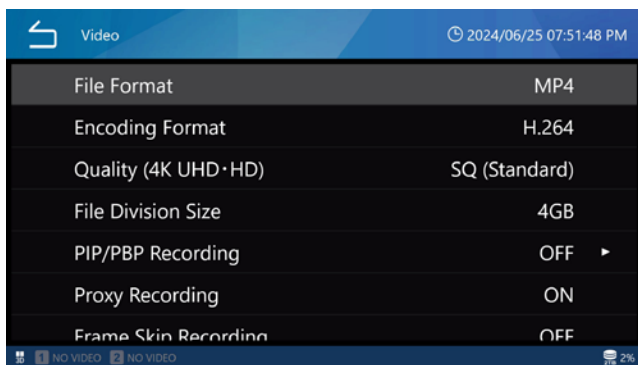 Video 2024/06/25 07:51:48 PM
File Format MP4
Encoding Format H.264
Quality (4K UHD･HD) SQ (Standard)
File Division Size 4GB
PIP/PBP Recording OFF ►
Proxy Recording ON
Frame Skip Recording OFF
3D 1 NO VIDEO 2 NO VIDEO 2TB 2%